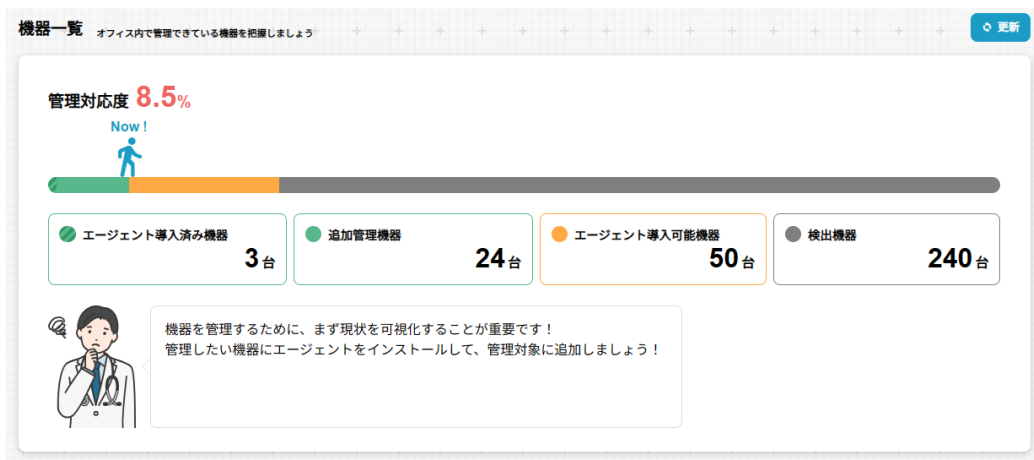 機器一覧 オフィス内で管理できている機器を把握しましょう
更新
管理対応度 8.5%
Now !
エージェント導入済み機器
3 台
追加管理機器
24 台
エージェント導入可能機器
50 台
検出機器
240 台
機器を管理するために、まず現状を可視化することが重要です！
管理したい機器にエージェントをインストールして、管理対象に追加しましょう！